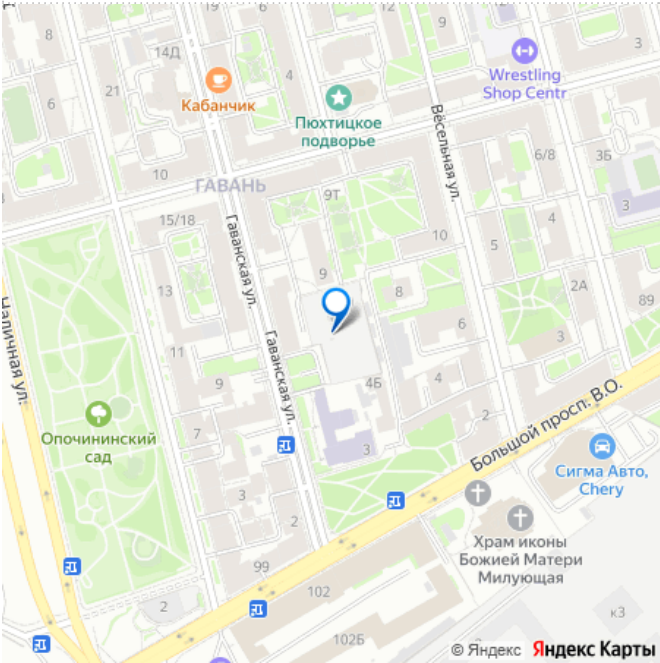 8
14Д
19
4
9
Wrestling
Shop Centr
Кабанчик
6
21
Пюхтицкое
подворье
Вёсельная ул.
6/8
3Б
10
ГАВАНЬ
9Т
3
15/18
Гаванская ул.
10
4
5
9
13
8
2А
89
Наличная ул.
6
3
11
Гаванская ул.
9
4Б
4
Опочининский
сад
7
2
Большой просп. В.О.
3
Сигма Авто,
Chery
3
2
Храм иконы
Божией Матери
Милующая
99
102
2
к3
102Б
© Яндекс Яндекс Карты